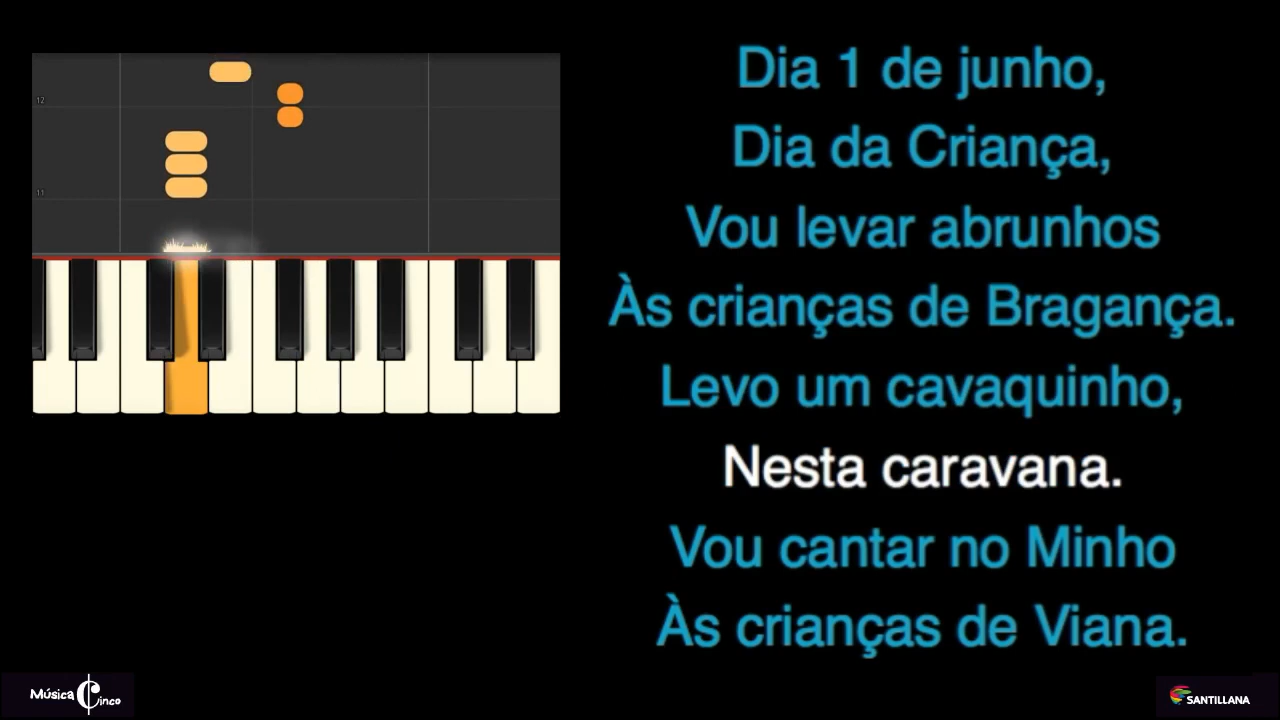 12
11
Dia 1 de junho,
Dia da Criança,
Vou levar abrunhos
Às crianças de Bragança.
Levo um cavaquinho,
Nesta caravana.
Vou cantar no Minho
Às crianças de Viana.
Música Cinco
SANTILLANA